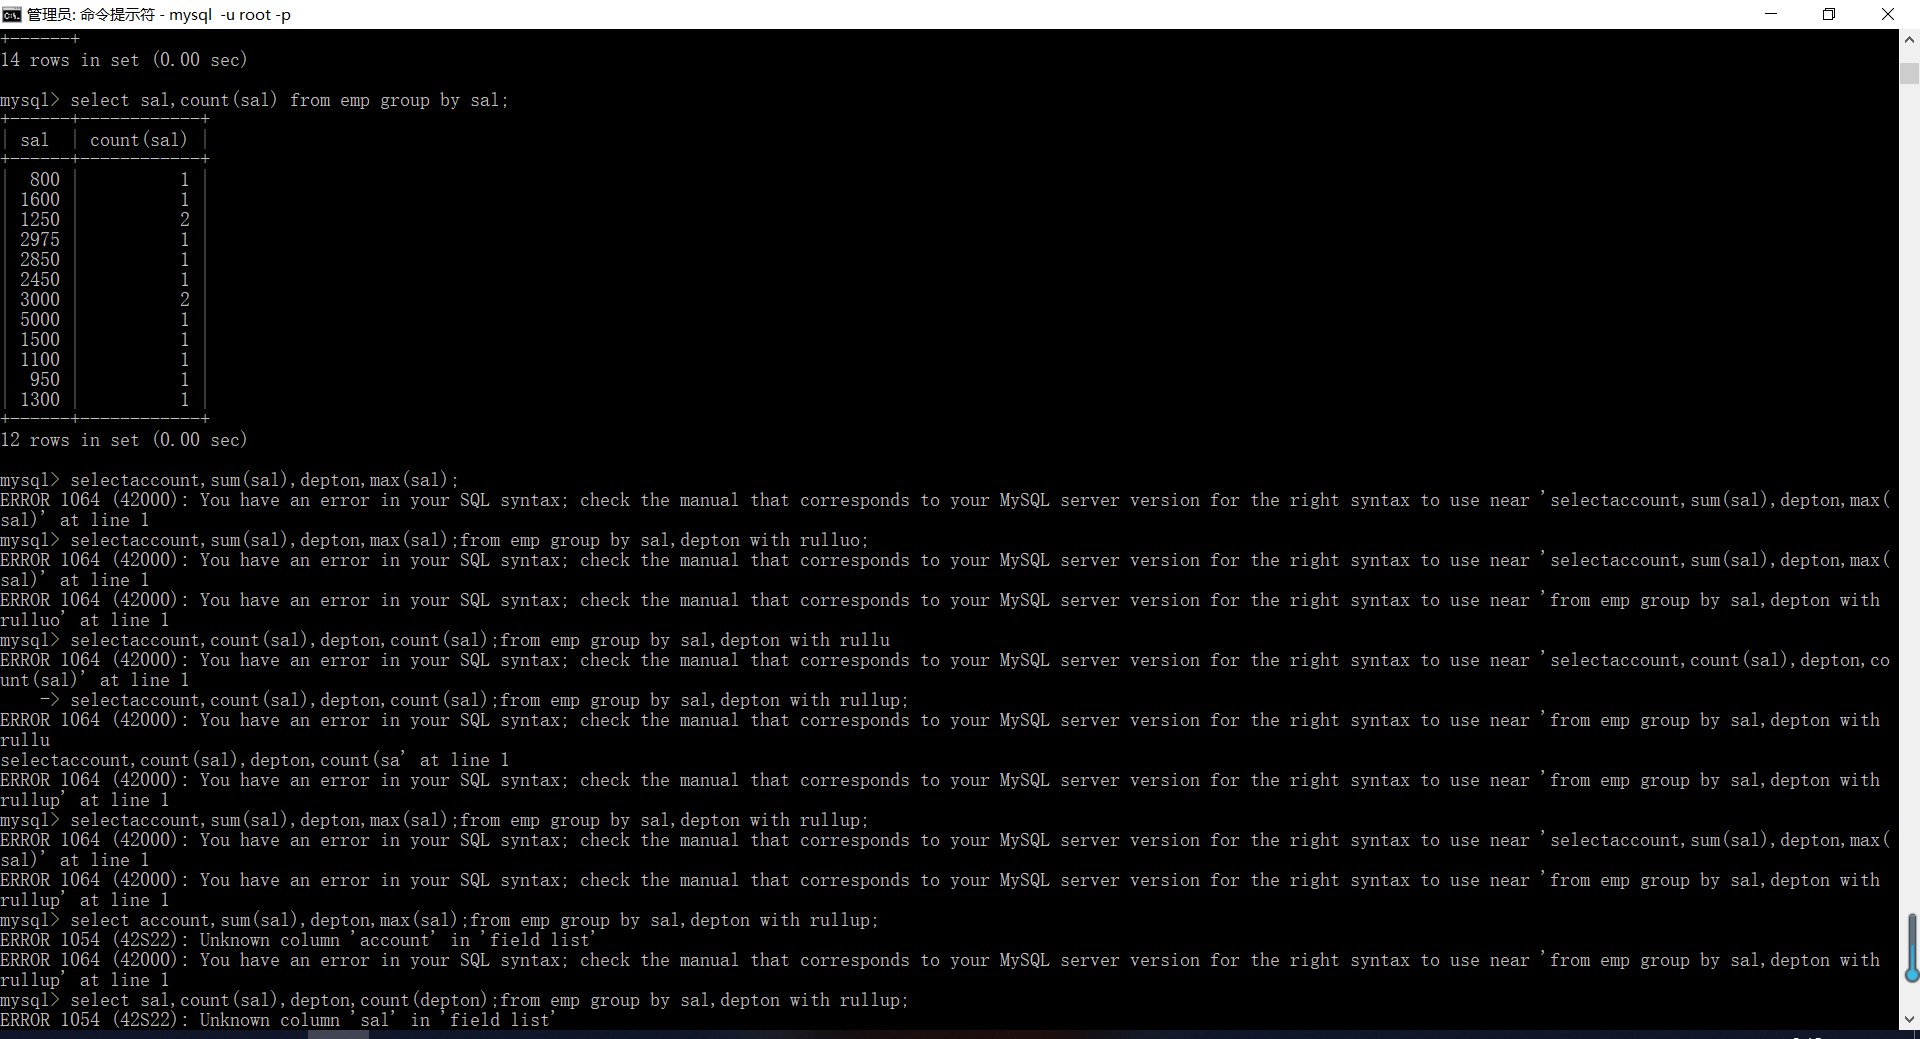 管理员: 命令提示符 - mysql  -u root -p
+------+
14 rows in set (0.00 sec)
mysql> select sal,count(sal) from emp group by sal;
+------+------------+
| sal  | count(sal) |
+------+------------+
|  800 |          1 |
| 1600 |          1 |
| 1250 |          2 |
| 2975 |          1 |
| 2850 |          1 |
| 2450 |          1 |
| 3000 |          2 |
| 5000 |          1 |
| 1500 |          1 |
| 1100 |          1 |
|  950 |          1 |
| 1300 |          1 |
+------+------------+
12 rows in set (0.00 sec)
mysql> selectaccount,sum(sal),depton,max(sal);
ERROR 1064 (42000): You have an error in your SQL syntax; check the manual that corresponds to your MySQL server version for the right syntax to use near 'selectaccount,sum(sal),depton,max(
sal)' at line 1
mysql> selectaccount,sum(sal),depton,max(sal);from emp group by sal,depton with rulluo;
ERROR 1064 (42000): You have an error in your SQL syntax; check the manual that corresponds to your MySQL server version for the right syntax to use near 'selectaccount,sum(sal),depton,max(
sal)' at line 1
ERROR 1064 (42000): You have an error in your SQL syntax; check the manual that corresponds to your MySQL server version for the right syntax to use near 'from emp group by sal,depton with
rulluo' at line 1
mysql> selectaccount,count(sal),depton,count(sal);from emp group by sal,depton with rullu
ERROR 1064 (42000): You have an error in your SQL syntax; check the manual that corresponds to your MySQL server version for the right syntax to use near 'selectaccount,count(sal),depton,co
unt(sal)' at line 1
    -> selectaccount,count(sal),depton,count(sal);from emp group by sal,depton with rullup;
ERROR 1064 (42000): You have an error in your SQL syntax; check the manual that corresponds to your MySQL server version for the right syntax to use near 'from emp group by sal,depton with
rullu
selectaccount,count(sal),depton,count(sa' at line 1
ERROR 1064 (42000): You have an error in your SQL syntax; check the manual that corresponds to your MySQL server version for the right syntax to use near 'from emp group by sal,depton with
rullup' at line 1
mysql> selectaccount,sum(sal),depton,max(sal);from emp group by sal,depton with rullup;
ERROR 1064 (42000): You have an error in your SQL syntax; check the manual that corresponds to your MySQL server version for the right syntax to use near 'selectaccount,sum(sal),depton,max(
sal)' at line 1
ERROR 1064 (42000): You have an error in your SQL syntax; check the manual that corresponds to your MySQL server version for the right syntax to use near 'from emp group by sal,depton with
rullup' at line 1
mysql> select account,sum(sal),depton,max(sal);from emp group by sal,depton with rullup;
ERROR 1054 (42S22): Unknown column 'account' in 'field list'
ERROR 1064 (42000): You have an error in your SQL syntax; check the manual that corresponds to your MySQL server version for the right syntax to use near 'from emp group by sal,depton with
rullup' at line 1
mysql> select sal,count(sal),depton,count(depton);from emp group by sal,depton with rullup;
ERROR 1054 (42S22): Unknown column 'sal' in 'field list'